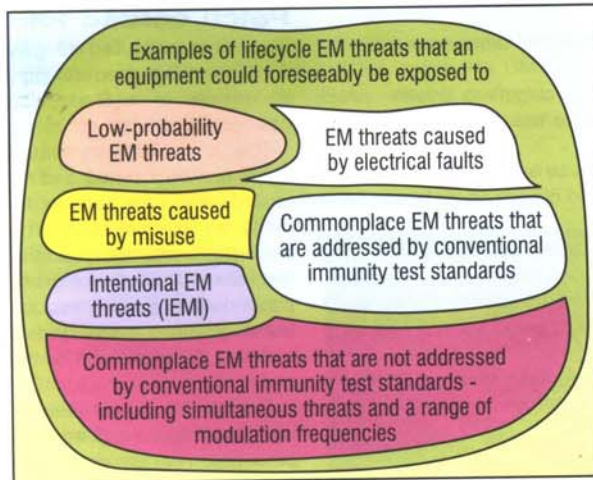 Examples of lifecycle EM threats that an
equipment could foreseeably be exposed to
Low-probability
EM threats
EM threats caused
by electrical faults
EM threats caused
by misuse
Commonplace EM threats that
are addressed by conventional
immunity test standards
Intentional EM
threats (IEMI)
Commonplace EM threats that are not addressed
by conventional immunity test standards -
including simultaneous threats and a range of
modulation frequencies